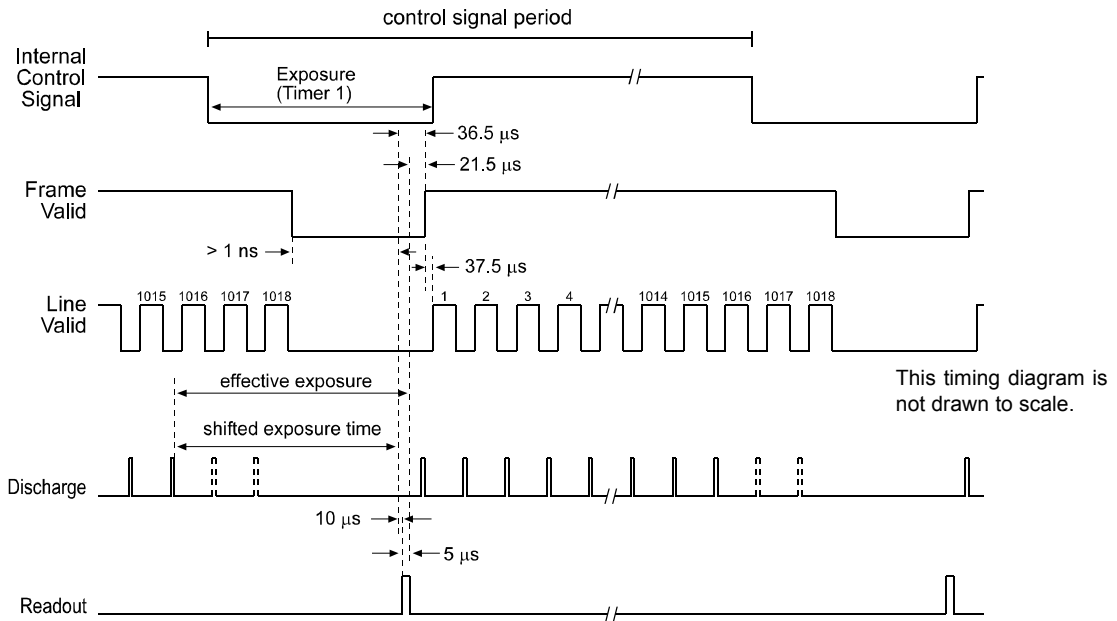 control signal period
Internal
Control
Signal
Exposure
(Timer 1)
36.5 μs
21.5 μs
Frame
Valid
> 1 ns
37.5 μs
1015 1016 1017 1018 1 2 3 4 1014 1015 1016 1017 1018
Line
Valid
effective exposure
This timing diagram is
not drawn to scale.
shifted exposure time
Discharge
10 μs
5 μs
Readout